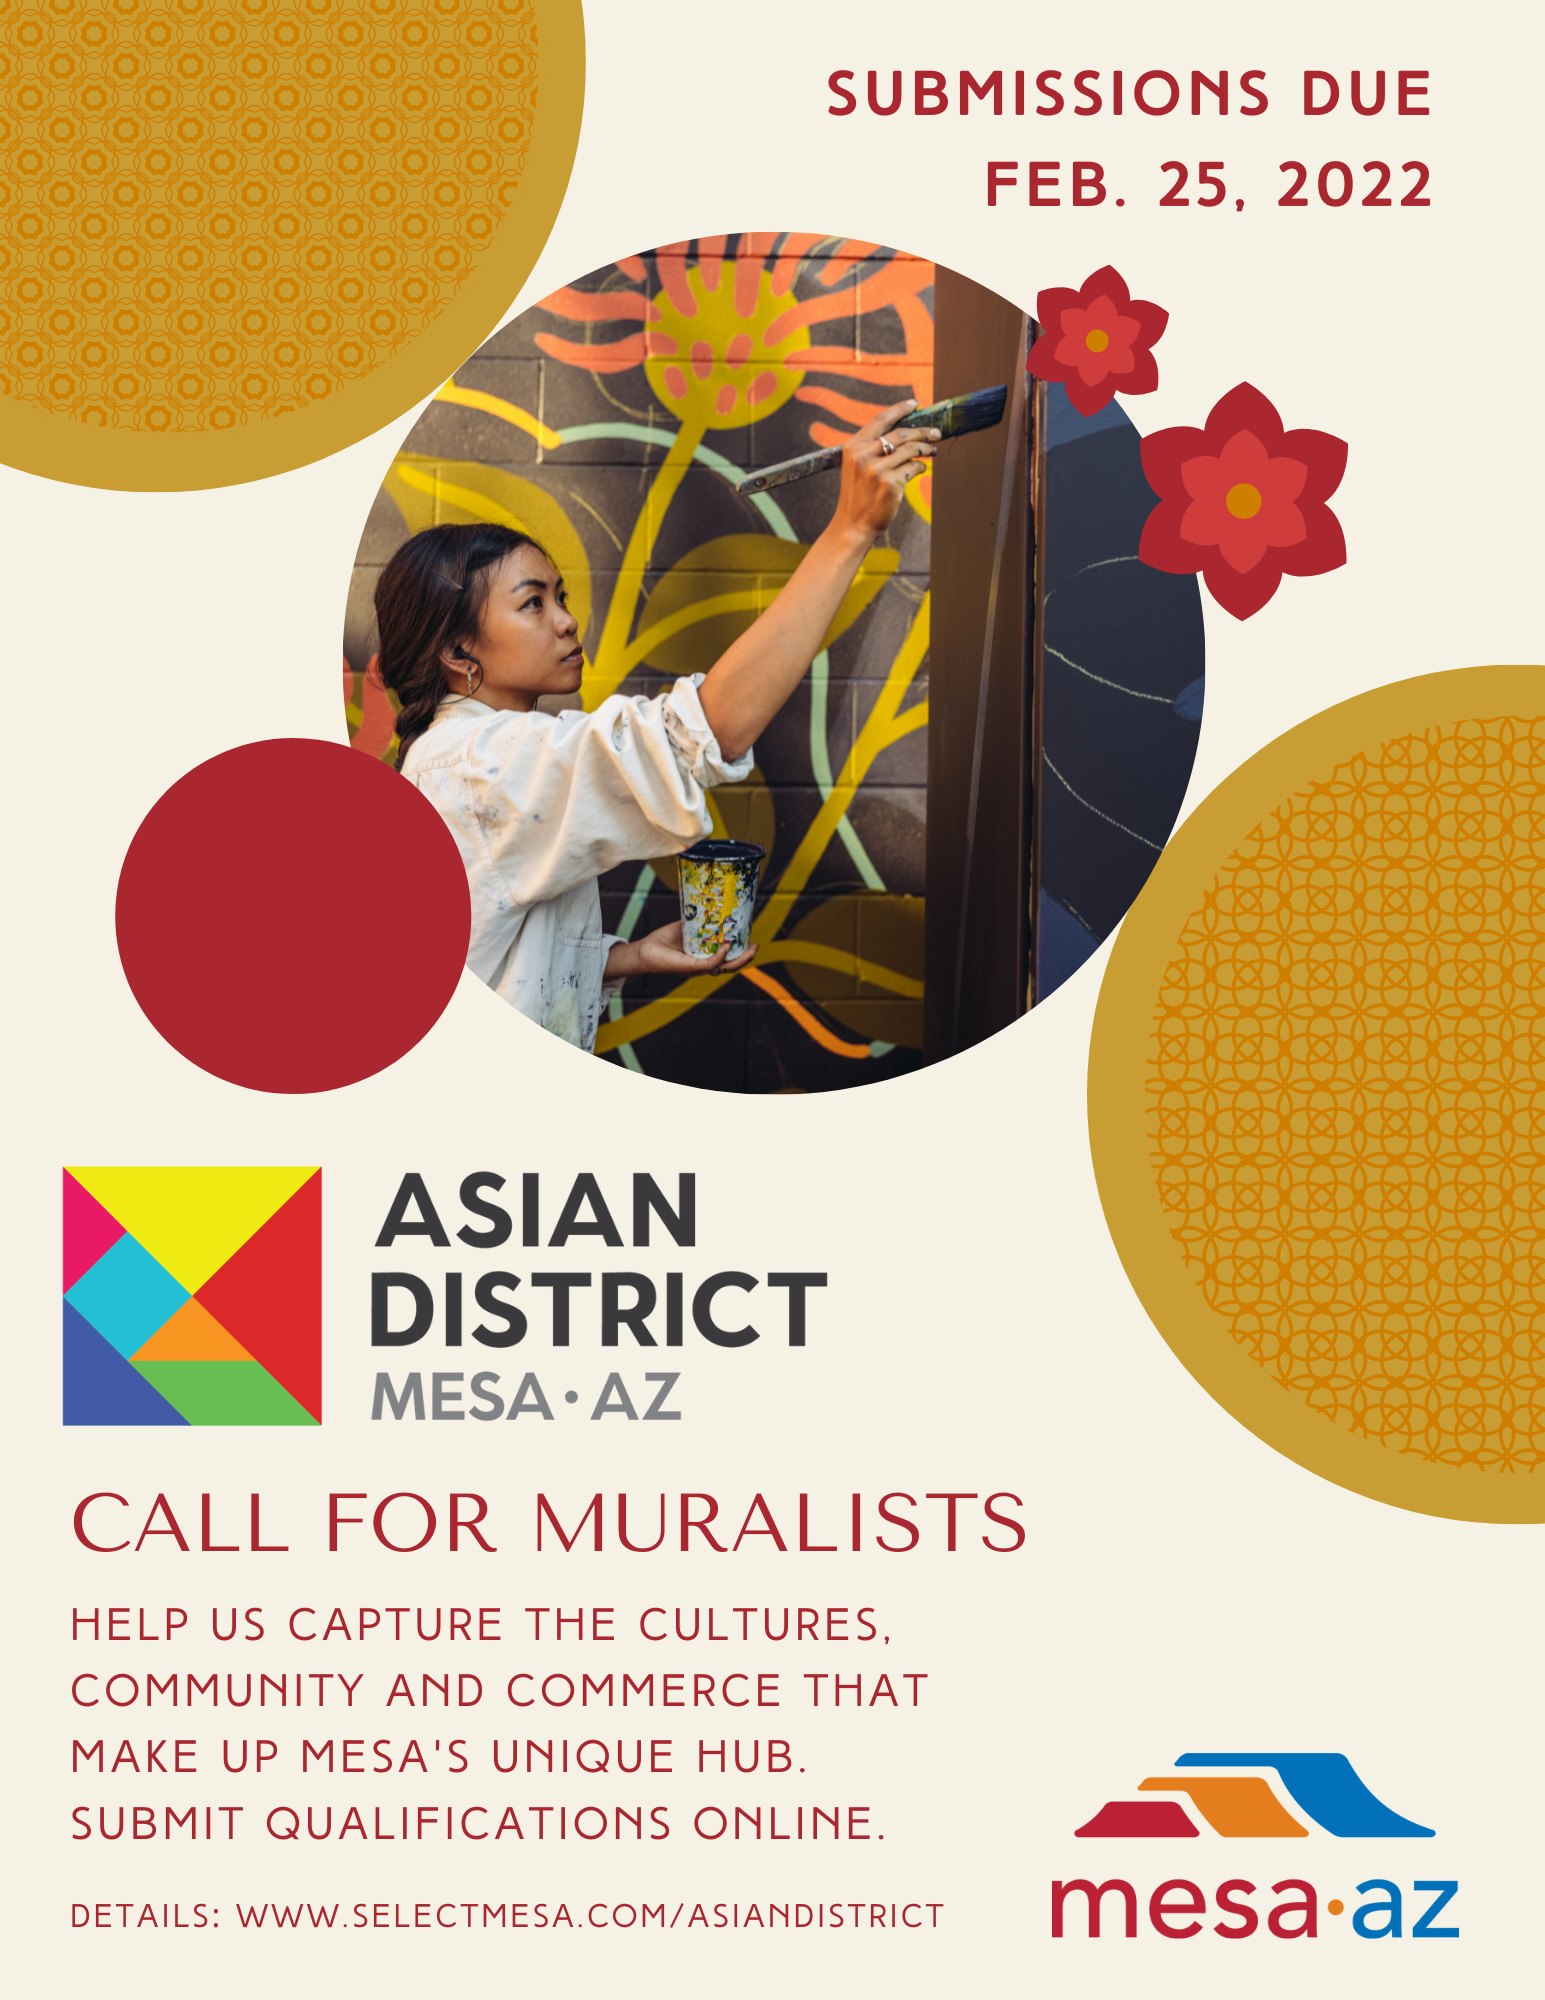 SUBMISSIONS DUE
FEB. 25, 2022
ASIAN
DISTRICT
MESA·AZ
CALL FOR MURALISTS
HELP US CAPTURE THE CULTURES,
COMMUNITY AND COMMERCE THAT
MAKE UP MESA'S UNIQUE HUB.
SUBMIT QUALIFICATIONS ONLINE.
DETAILS: WWW.SELECTMESA.COM/ASIANDISTRICT
mesa·az